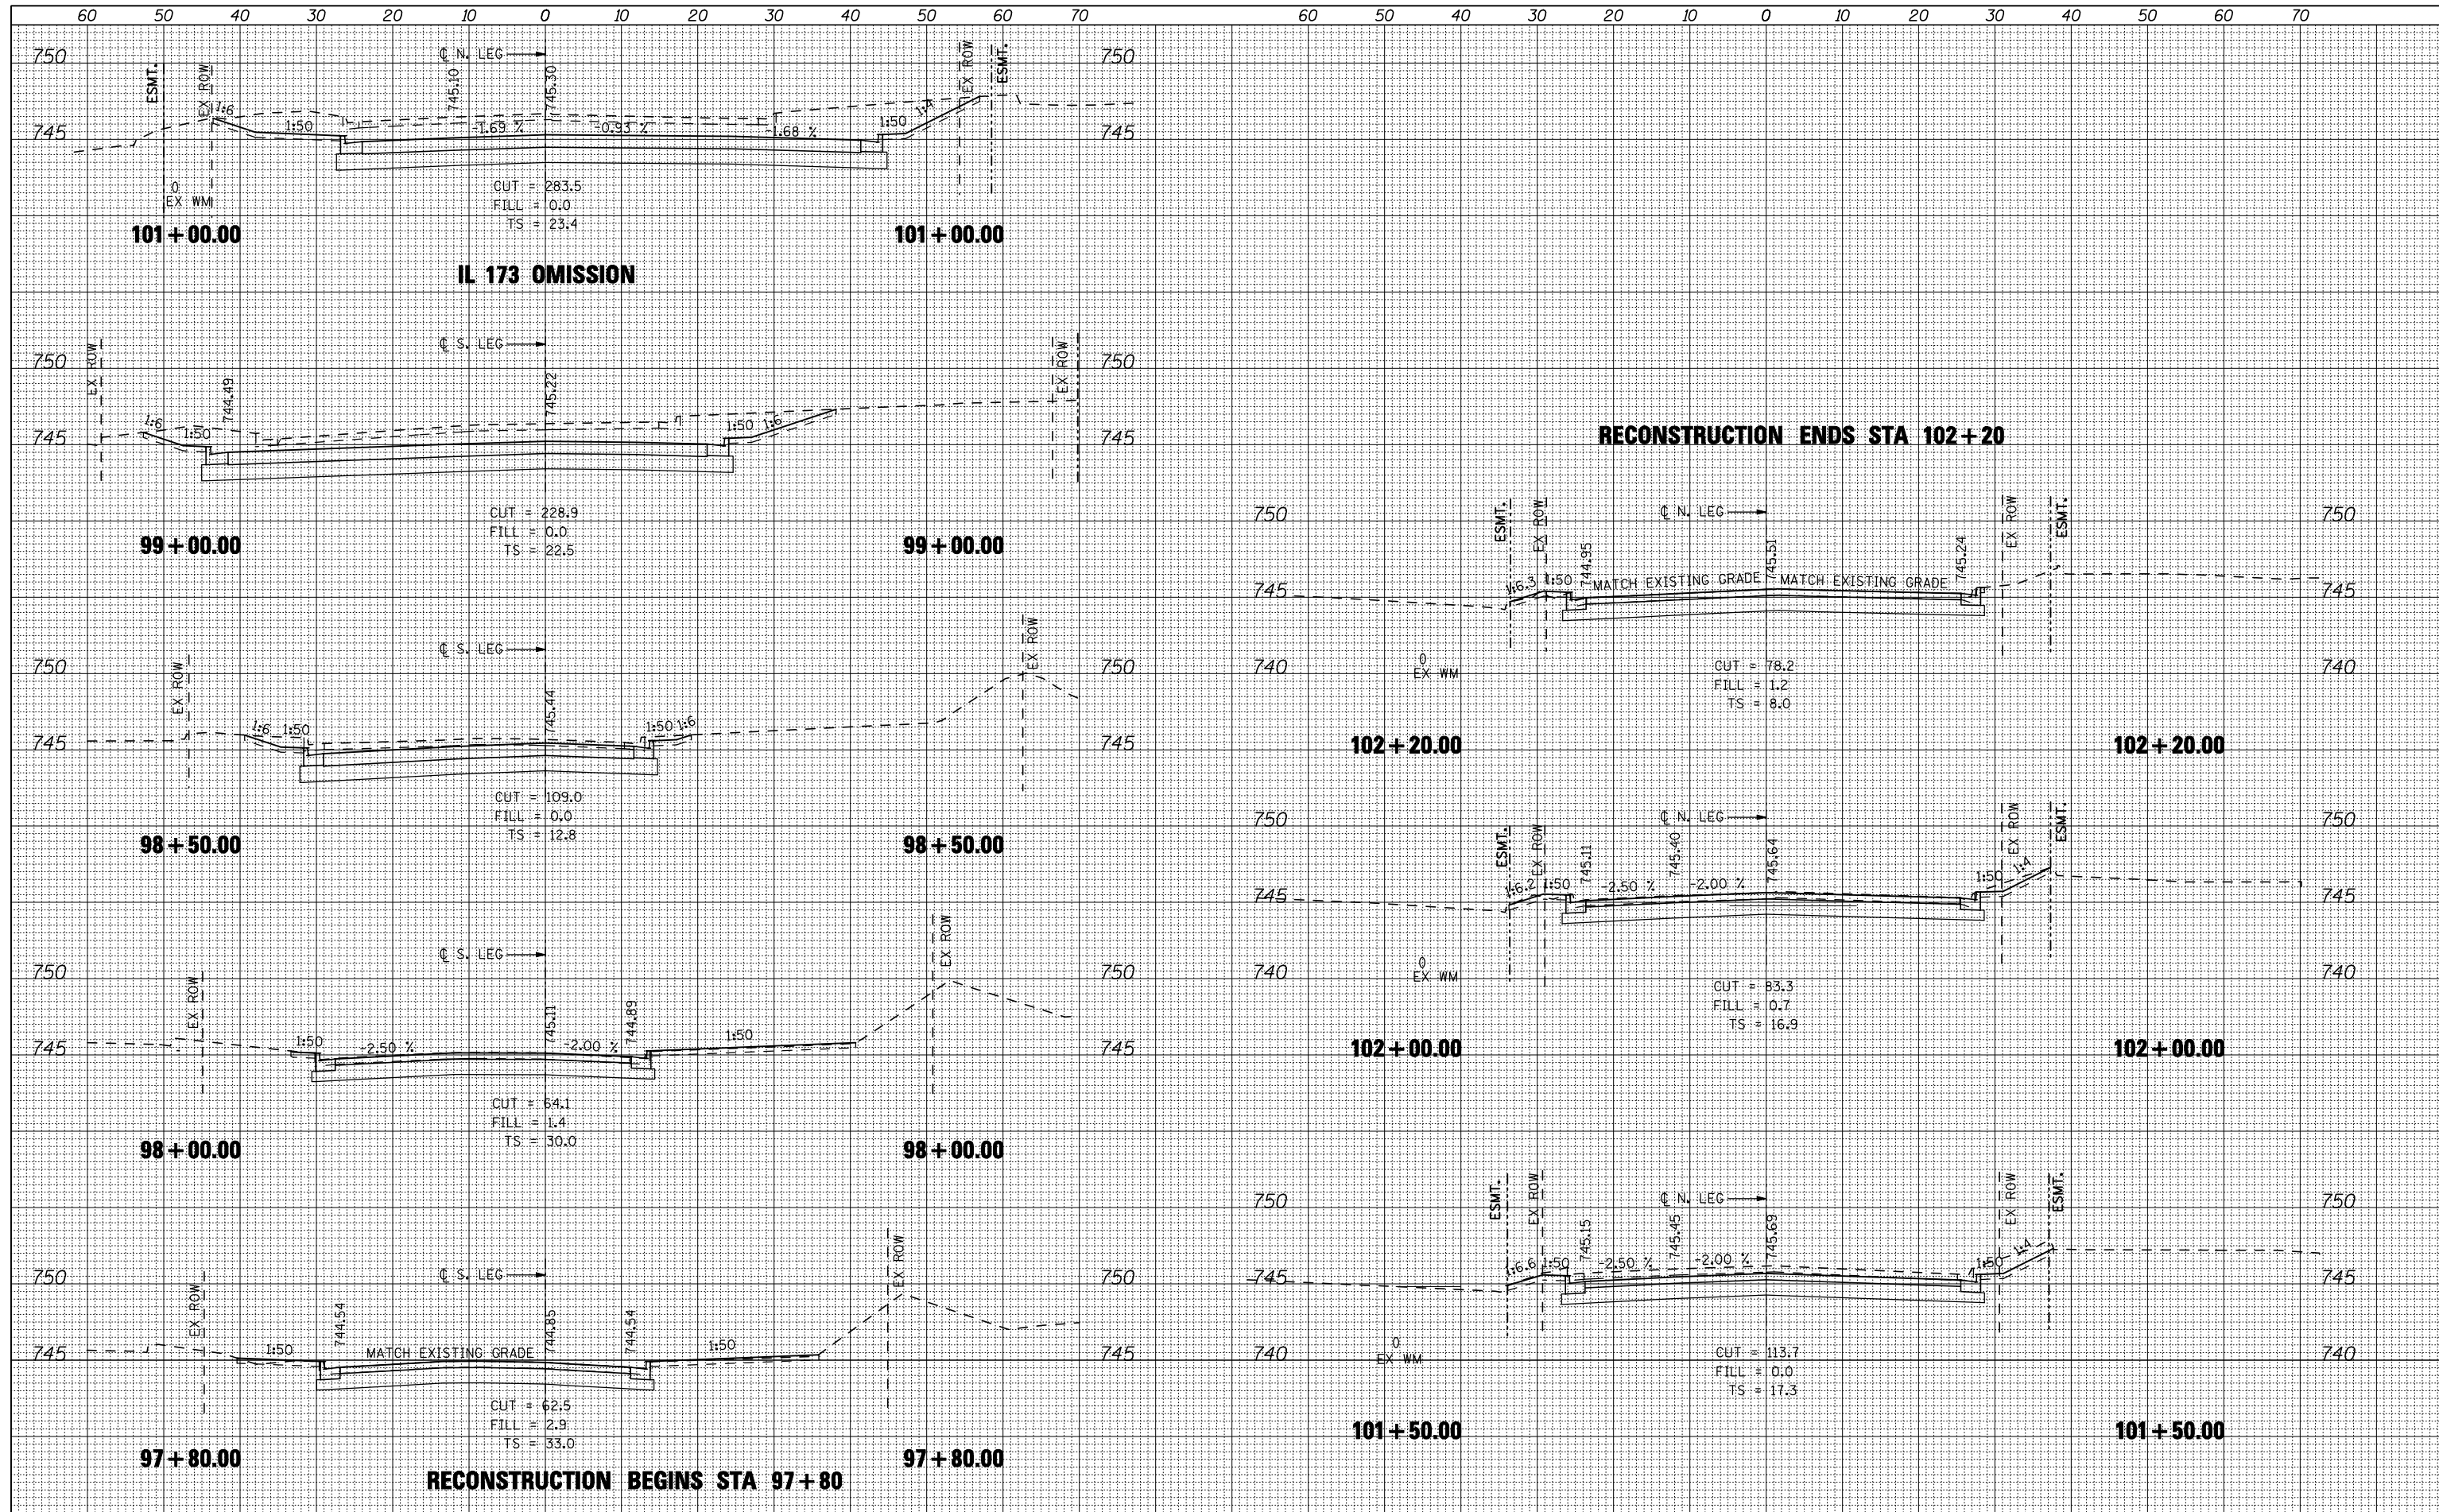 60 50 40 30 20 10 0 10 20 30 40 50 60 70
60 50 40 30 20 10 0 10 20 30 40 50 60 70
750 ℄ N. LEG 750
ESMT. EX ROW 745.10 745.30 EX ROW ESMT.
1:6 1:50 -1.69 % -0.93 % -1.68 % 1:50 1:4
745 745
0
EX WM
CUT = 283.5
FILL = 0.0
TS = 23.4
101+00.00 101+00.00
IL 173 OMISSION
℄ S. LEG
750 750
EX ROW 744.49 745.22 EX ROW
1:6 1:50 1:50 1:6
745 745
CUT = 228.9
FILL = 0.0
TS = 22.5
99+00.00 99+00.00
℄ S. LEG
750 750
EX ROW 745.44 EX ROW
1:6 1:50 1:50 1:6
745 745
CUT = 109.0
FILL = 0.0
TS = 12.8
98+50.00 98+50.00
℄ S. LEG
750 750
EX ROW 745.11 744.89 EX ROW
1:50 -2.50 % -2.00 % 1:50
745 745
CUT = 64.1
FILL = 1.4
TS = 30.0
98+00.00 98+00.00
℄ S. LEG
750 750
EX ROW 744.54 744.85 744.54 EX ROW
1:50 MATCH EXISTING GRADE 1:50
745 745
CUT = 62.5
FILL = 2.9
TS = 33.0
97+80.00 97+80.00
RECONSTRUCTION BEGINS STA 97+80
RECONSTRUCTION ENDS STA 102+20
750 ℄ N. LEG 750
ESMT. EX ROW 744.95 745.51 745.24 EX ROW ESMT.
1:6.3 1:50 MATCH EXISTING GRADE MATCH EXISTING GRADE
745 745
0
EX WM
740 740
CUT = 78.2
FILL = 1.2
TS = 8.0
102+20.00 102+20.00
750 ℄ N. LEG 750
ESMT. EX ROW 745.11 745.40 745.64 EX ROW ESMT.
1:6.2 1:50 -2.50 % -2.00 % 1:50 1:4
745 745
0
EX WM
740 740
CUT = 83.3
FILL = 0.7
TS = 16.9
102+00.00 102+00.00
750 ℄ N. LEG 750
ESMT. EX ROW 745.15 745.45 745.69 EX ROW ESMT.
1:6.6 1:50 -2.50 % -2.00 % 1:50 1:4
745 745
0
EX WM
740 740
CUT = 113.7
FILL = 0.0
TS = 17.3
101+50.00 101+50.00